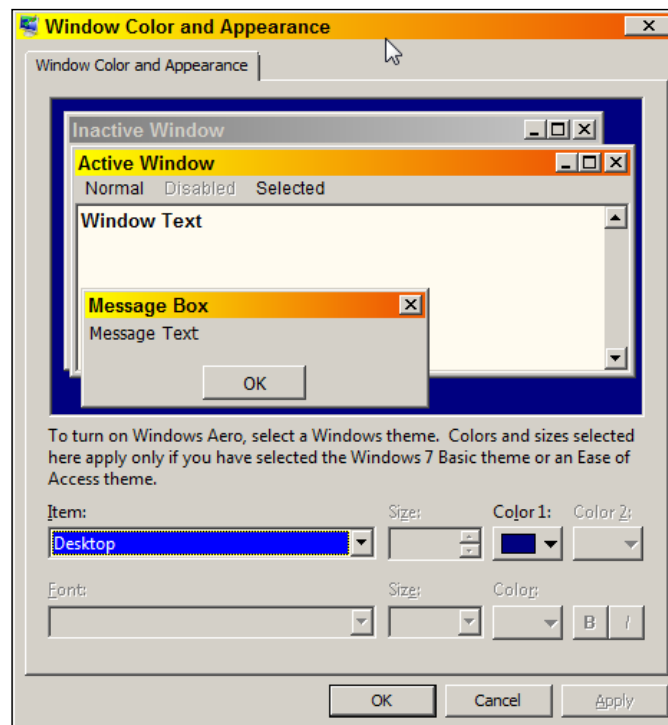 Window Color and Appearance
Window Color and Appearance
Inactive Window
Active Window
Normal Disabled Selected
Window Text
Message Box
Message Text
OK
To turn on Windows Aero, select a Windows theme. Colors and sizes selected
here apply only if you have selected the Windows 7 Basic theme or an Ease of
Access theme.
Item: Size: Color 1: Color 2:
Desktop
Font: Size: Color:
B I
OK Cancel Apply